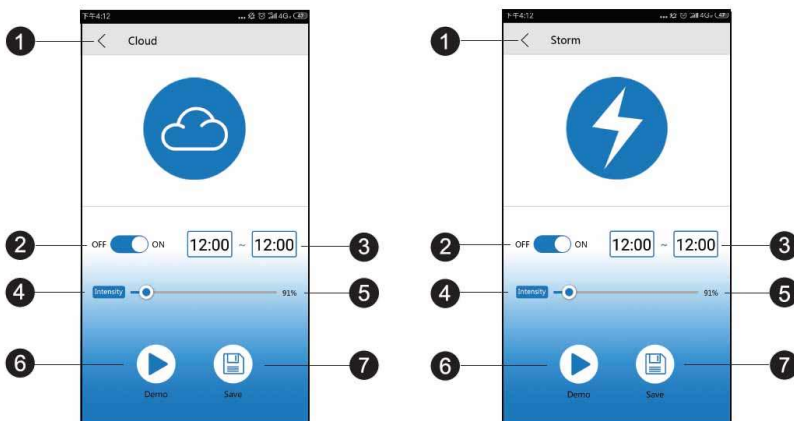 下午4:12
... 4G
1
Cloud
2
OFF
ON
12:00 ~ 12:00
3
4
Intensity
91%
5
6
7
Demo
Save
下午4:12
... 4G
1
Storm
2
OFF
ON
12:00 ~ 12:00
3
4
Intensity
91%
5
6
7
Demo
Save